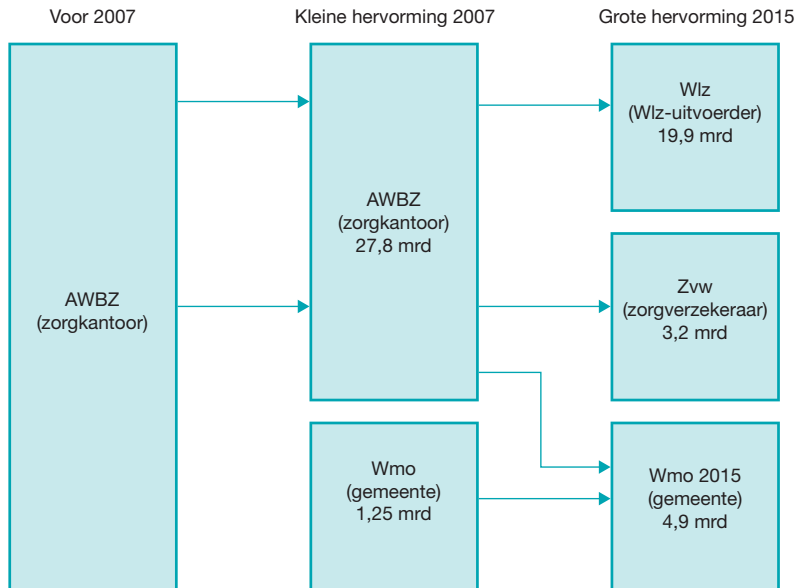 Voor 2007
Kleine hervorming 2007
Grote hervorming 2015
AWBZ
(zorgkantoor)
AWBZ
(zorgkantoor)
27,8 mrd
Wmo
(gemeente)
1,25 mrd
Wlz
(Wlz-uitvoerder)
19,9 mrd
Zvw
(zorgverzekeraar)
3,2 mrd
Wmo 2015
(gemeente)
4,9 mrd